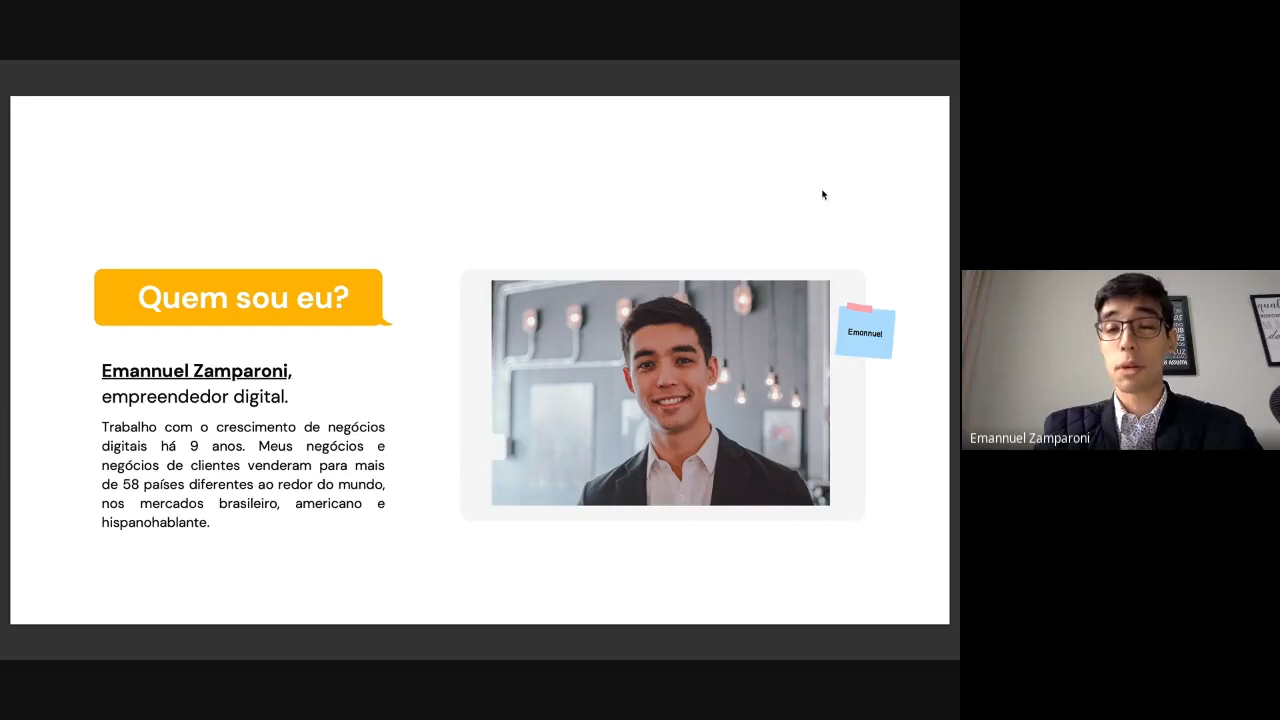 Quem sou eu?
Emannuel Zamparoni,
empreendedor digital.
Trabalho com o crescimento de negócios
digitais há 9 anos. Meus negócios e
negócios de clientes venderam para mais
de 58 países diferentes ao redor do mundo,
nos mercados brasileiro, americano e
hispanohablante.
Emannuel
Emannuel Zamparoni